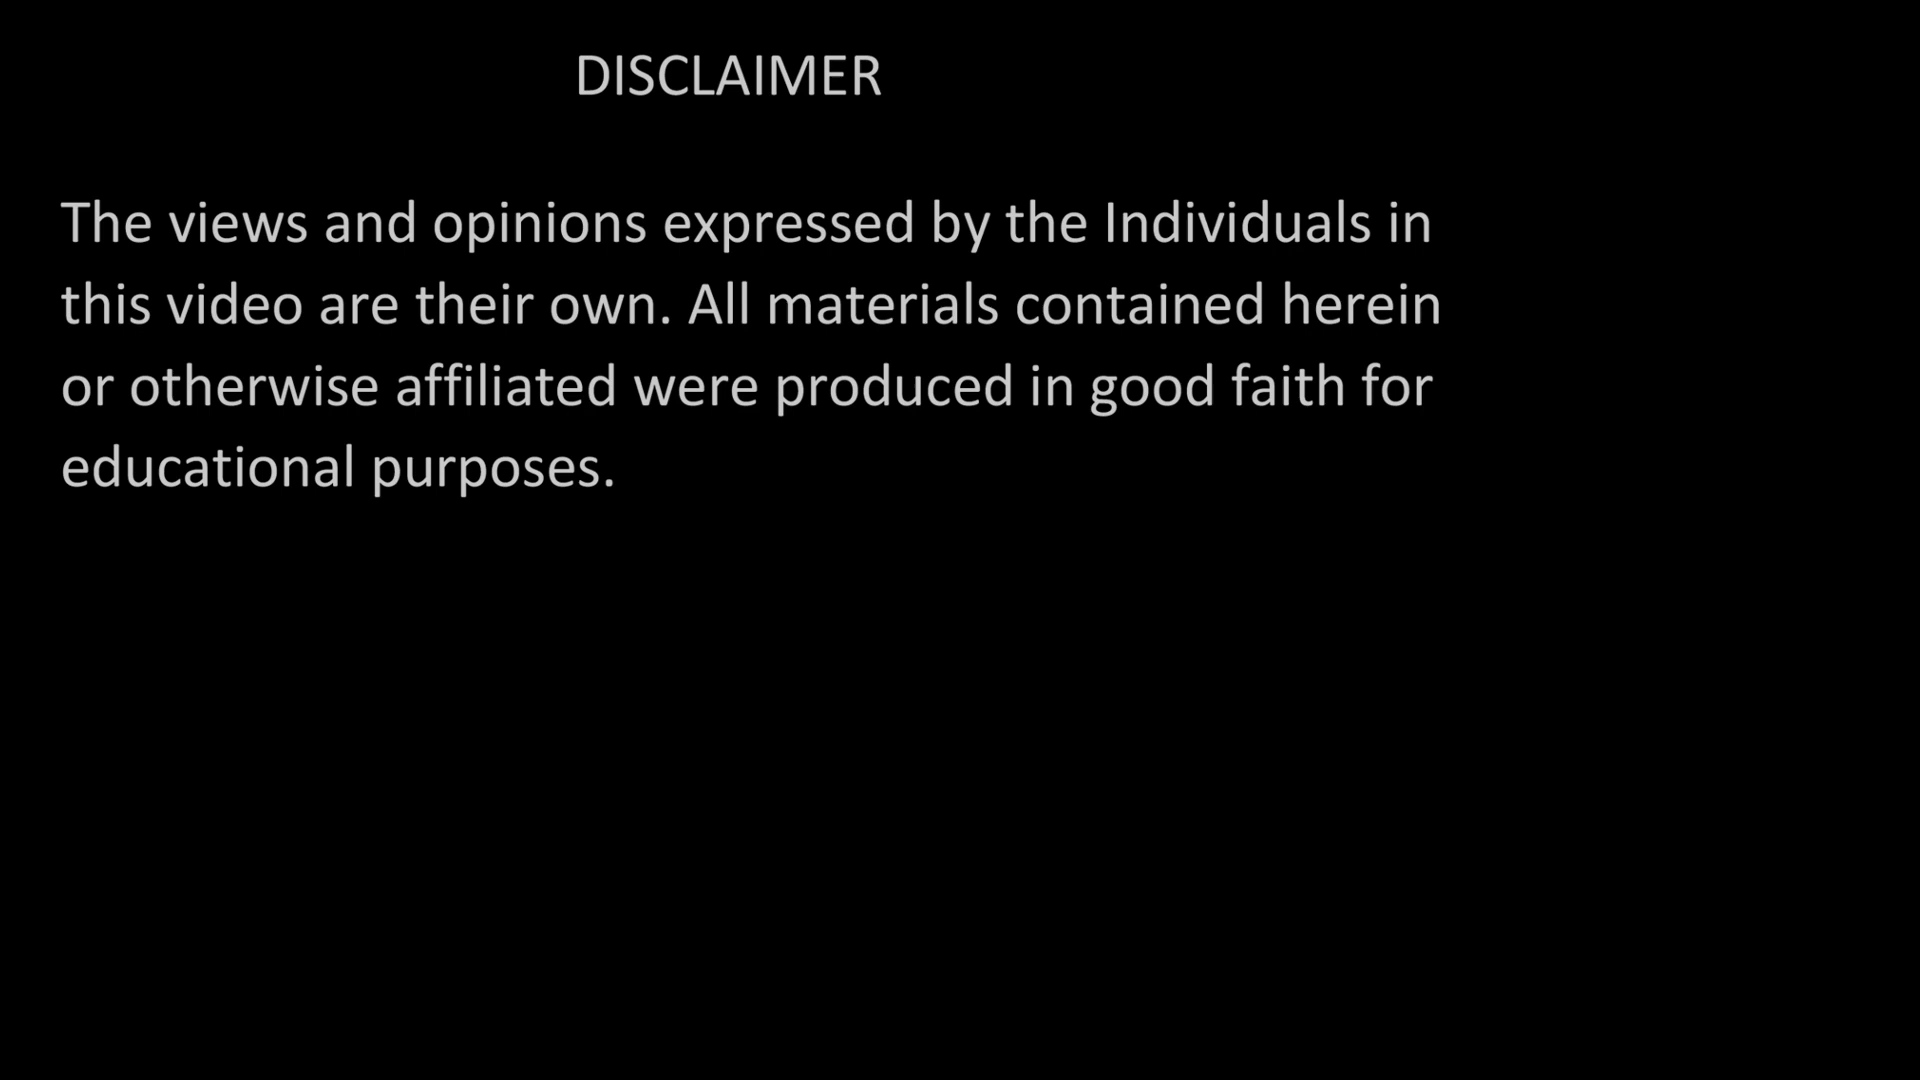 DISCLAIMER
The views and opinions expressed by the Individuals in
this video are their own. All materials contained herein
or otherwise affiliated were produced in good faith for
educational purposes.